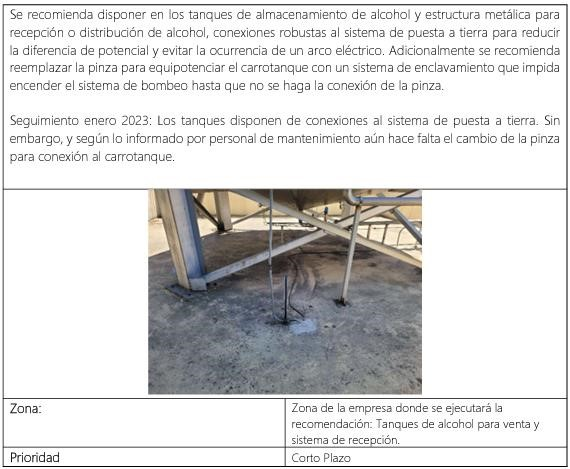 Se recomienda disponer en los tanques de almacenamiento de alcohol y estructura metálica para
recepción o distribución de alcohol, conexiones robustas al sistema de puesta a tierra para reducir
la diferencia de potencial y evitar la ocurrencia de un arco eléctrico. Adicionalmente se recomienda
reemplazar la pinza para equipotenciar el carrotanque con un sistema de enclavamiento que impida
encender el sistema de bombeo hasta que no se haga la conexión de la pinza.
Seguimiento enero 2023: Los tanques disponen de conexiones al sistema de puesta a tierra. Sin
embargo, y según lo informado por personal de mantenimiento aún hace falta el cambio de la pinza
para conexión al carrotanque.
Zona:
Zona de la empresa donde se ejecutará la
recomendación: Tanques de alcohol para venta y
sistema de recepción.
Prioridad
Corto Plazo